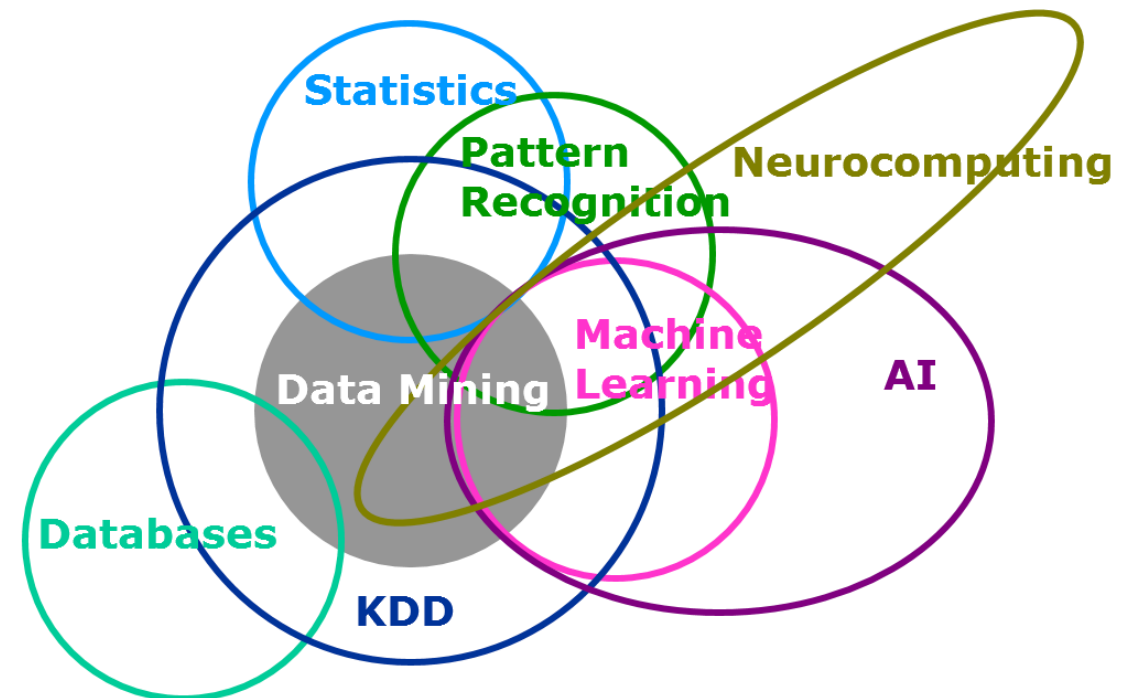 Statistics
Pattern
Recognition
Neurocomputing
Machine
Learning
AI
Data Mining
Databases
KDD